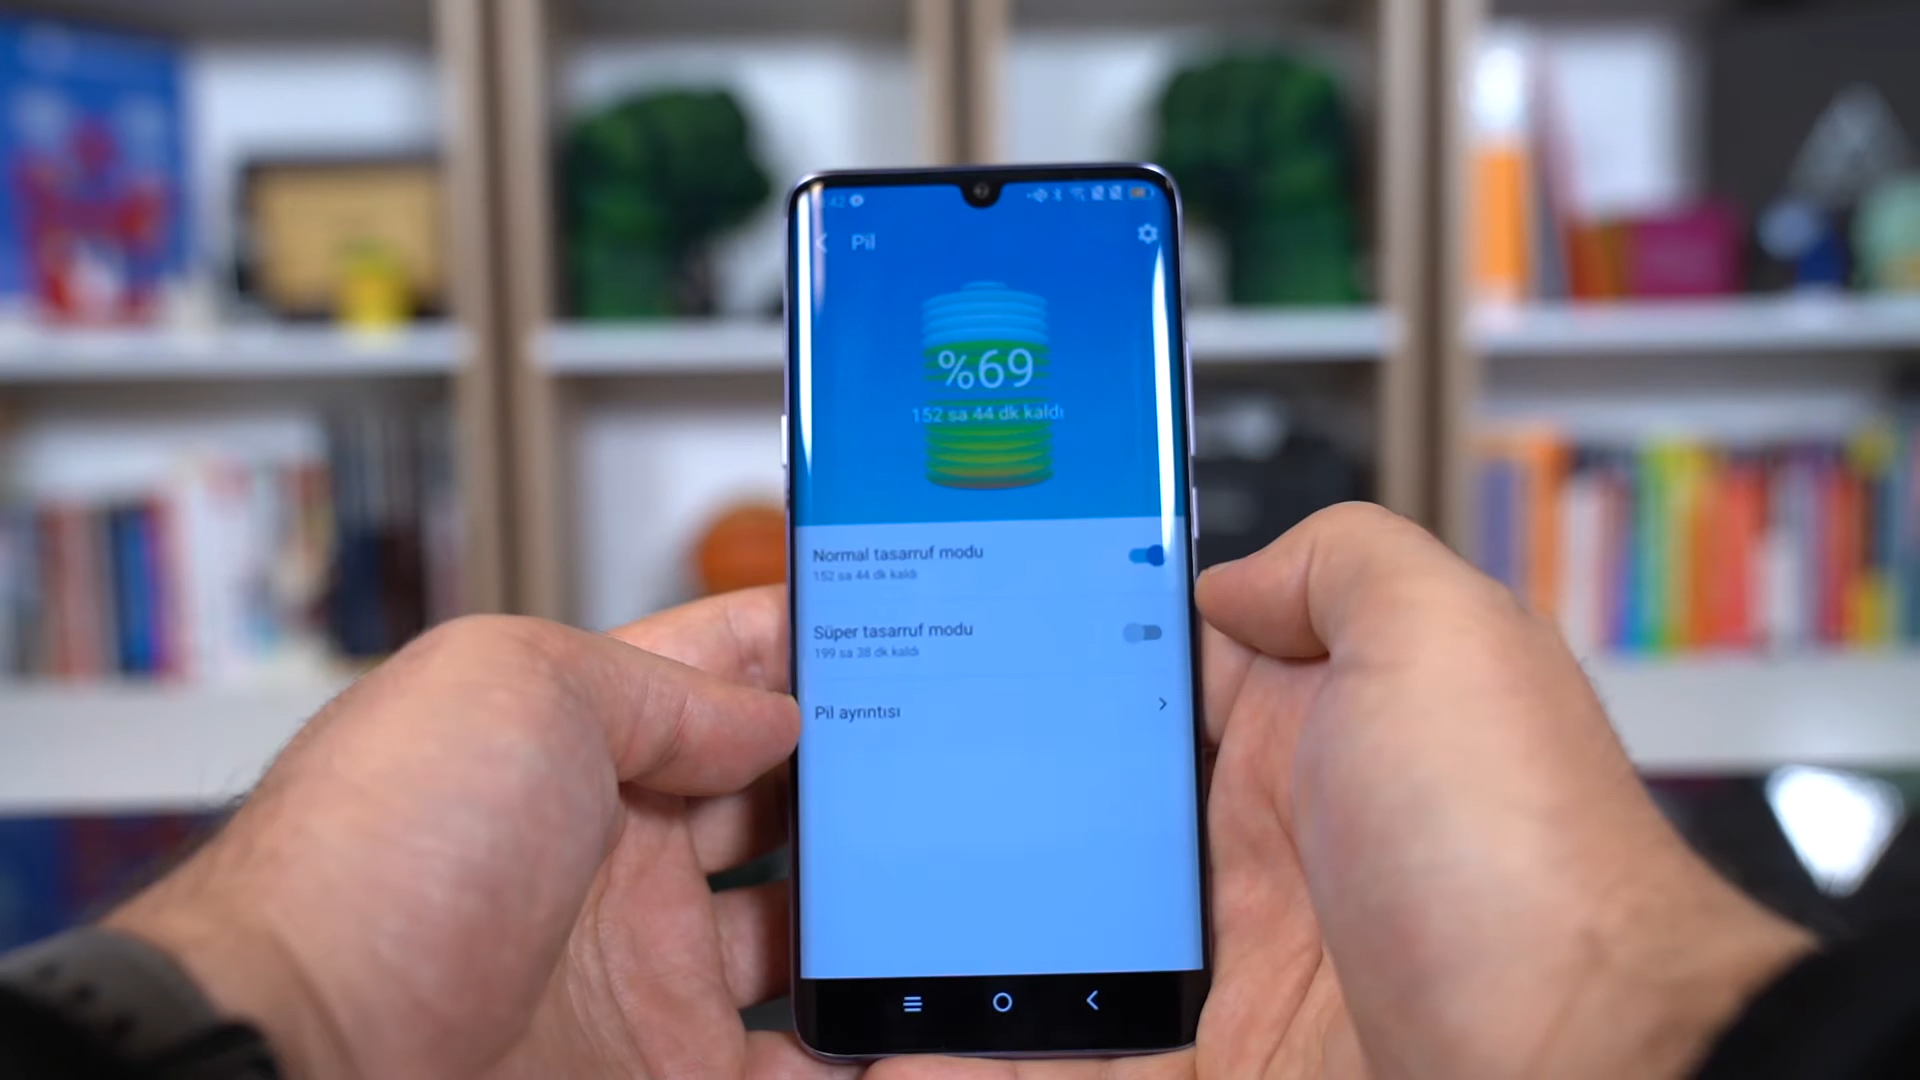 42
Pil
%69
152 sa 44 dk kaldı
Normal tasarruf modu
152 sa 44 dk kaldı
Süper tasarruf modu
199 sa 38 dk kaldı
Pil ayrıntısı